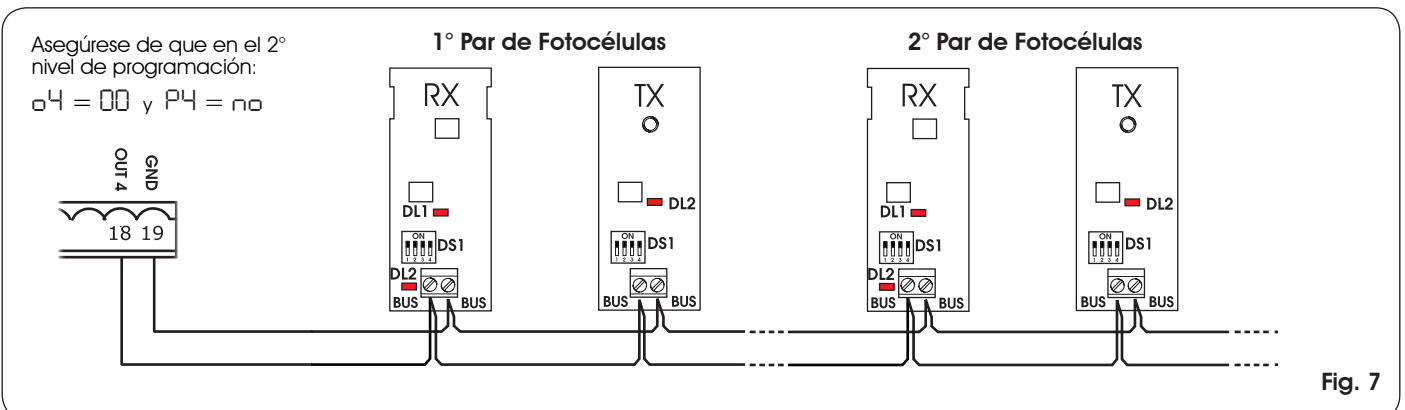 Asegúrese de que en el 2°
nivel de programación:
o4 = 00 y P4 = no
1° Par de Fotocélulas
2° Par de Fotocélulas
OUT 4
GND
18 19
RX
DL1
ON
1 2 3 4
DS1
DL2
BUS
BUS
TX
DL2
ON
1 2 3 4
DS1
BUS
BUS
RX
DL1
ON
1 2 3 4
DS1
DL2
BUS
BUS
TX
DL2
ON
1 2 3 4
DS1
BUS
BUS
Fig. 7